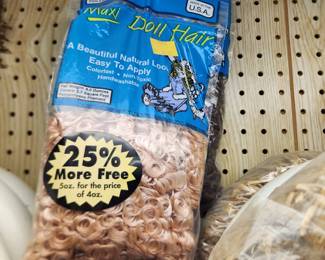 U.S.A.
Maxi Doll Hair
A Beautiful Natural Look
Easy To Apply
Colorfast • Non Toxic
Handwashable
25%
More Free
5oz. for the price
of 4oz.